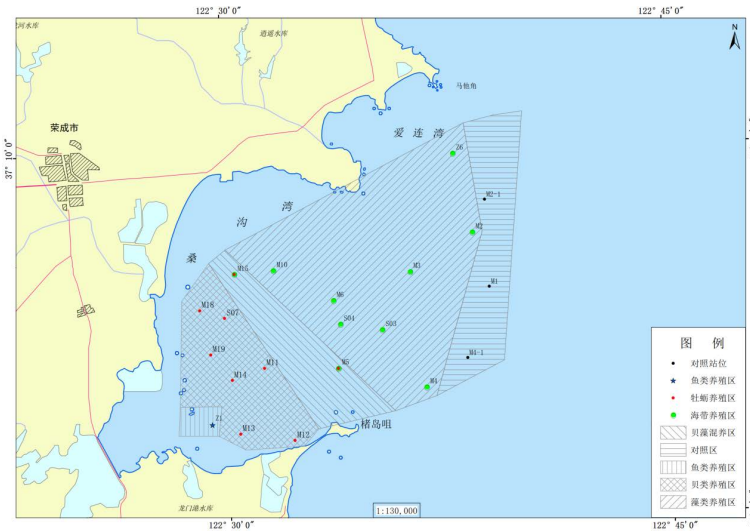 122° 30′ 0″
122° 45′ 0″
逍遥水库
N
马他角
荣成市
爱连湾
Z6
37° 10′ 0″
M2-1
桑沟湾
M2
M15
M10
M3
M1
M6
M18
S07
S04
S03
M19
M4-1
M11
M5
M14
M4
Z1
M13
M12
楮岛咀
龙门港水库
1:130,000
图 例
对照站位
鱼类养殖区
牡蛎养殖区
海带养殖区
贝藻混养区
对照区
鱼类养殖区
贝类养殖区
藻类养殖区
122° 30′ 0″
122° 45′ 0″